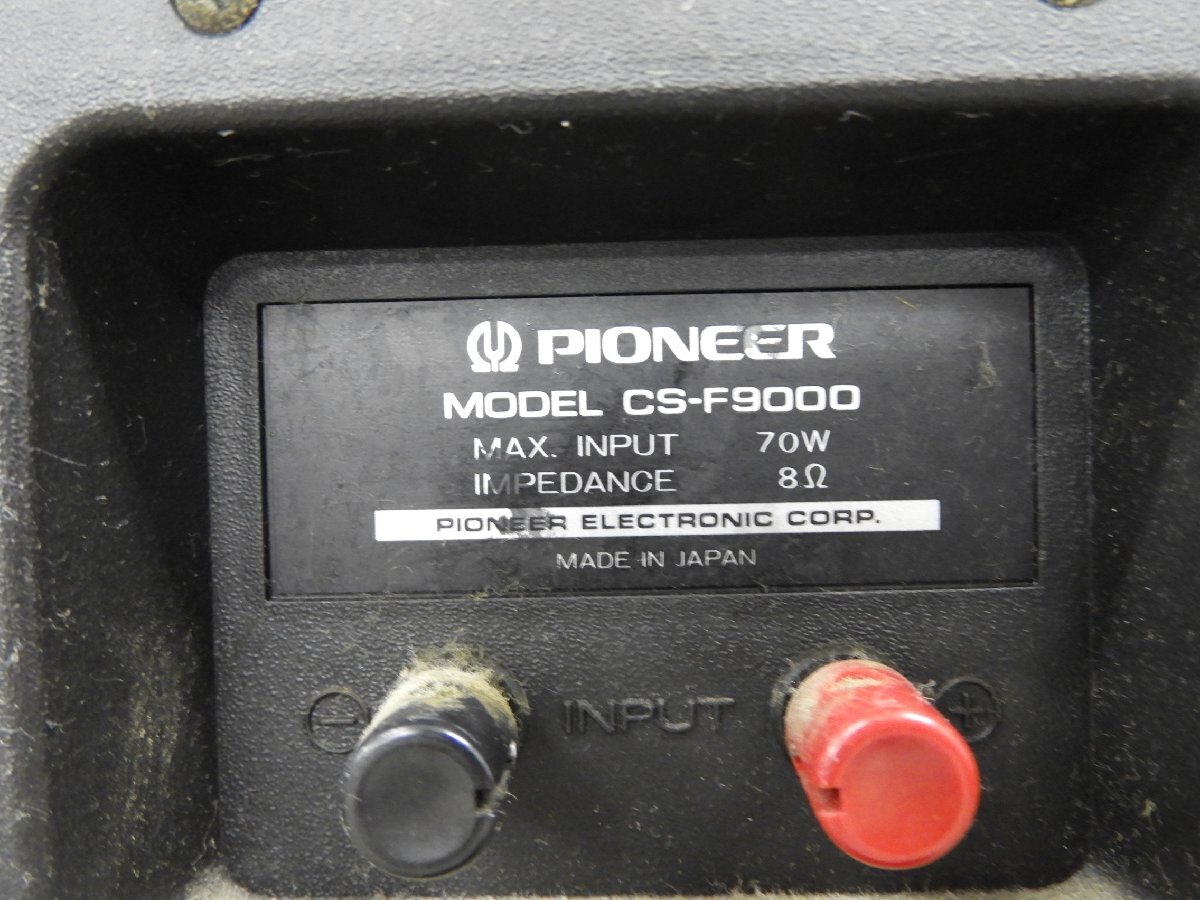 PIONEER
MODEL CS-F9000
MAX. INPUT 70W
IMPEDANCE 8Ω
PIONEER ELECTRONIC CORP.
MADE IN JAPAN
⊖ INPUT ⊕